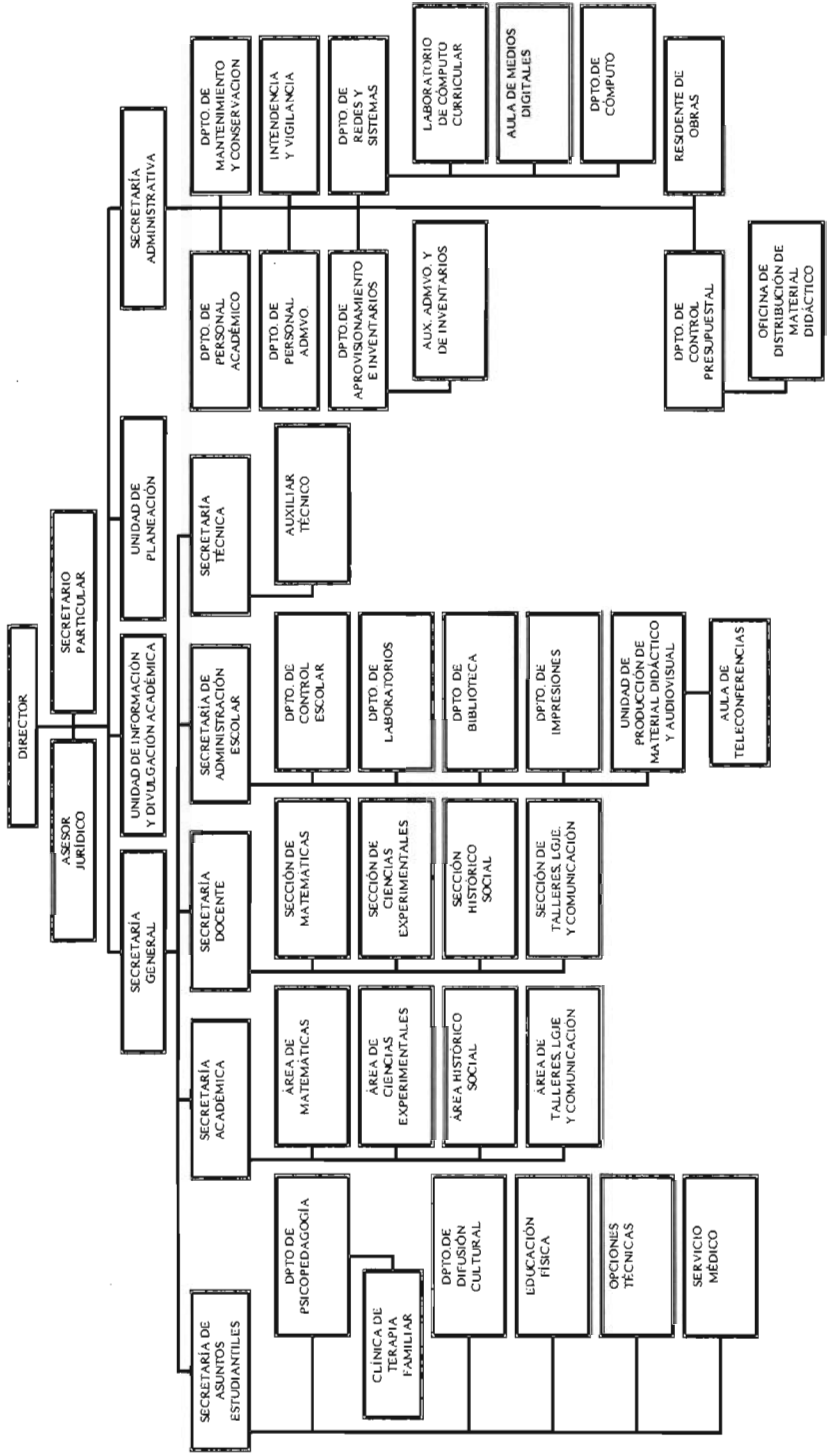 DIRECTOR
ASESOR
JURÍDICO
SECRETARIO
PARTICULAR
SECRETARÍA
GENERAL
UNIDAD DE INFORMACIÓN
Y DIVULGACIÓN ACADÉMICA
UNIDAD DE
PLANEACIÓN
SECRETARÍA
ADMINISTRATIVA
SECRETARÍA DE
ASUNTOS
ESTUDIANTILES
SECRETARÍA
ACADÉMICA
SECRETARÍA
DOCENTE
SECRETARÍA DE
ADMINISTRACIÓN
ESCOLAR
SECRETARÍA
TÉCNICA
DPTO DE
PSICOPEDAGOGÍA
CLÍNICA DE
TERAPIA
FAMILIAR
DPTO.DE
DIFUSIÓN
CULTURAL
EDUCACIÓN
FÍSICA
OPCIONES
TÉCNICAS
SERVICIO
MÉDICO
ÁREA DE
MATEMÁTICAS
ÁREA DE
CIENCIAS
EXPERIMENTALES
ÁREA HISTÓRICO
SOCIAL
ÁREA DE
TALLERES, LGJE
Y COMUNICACIÓN
SECCIÓN DE
MATEMÁTICAS
SECCIÓN DE
CIENCIAS
EXPERIMENTALES
SECCIÓN
HISTÓRICO
SOCIAL
SECCIÓN DE
TALLERES, LGJE.
Y COMUNICACIÓN
DPTO. DE
CONTROL
ESCOLAR
DPTO DE
LABORATORIOS
DPTO DE
BIBLIOTECA
DPTO. DE
IMPRESIONES
UNIDAD DE
PRODUCCIÓN DE
MATERIAL DIDÁCTICO
Y AUDIOVISUAL
AULA DE
TELECONFERENCIAS
AUXILIAR
TÉCNICO
DPTO. DE
PERSONAL
ACADÉMICO
DPTO. DE
MANTENIMIENTO
Y CONSERVACION
DPTO. DE
PERSONAL
ADMVO.
INTENDENCIA
Y VIGILANCIA
DPTO.DE
APROVISIONAMIENTO
E INVENTARIOS
DPTO. DE
REDES Y
SISTEMAS
AUX. ADMVO. Y
DE INVENTARIOS
LABORATORIO
DE CÓMPUTO
CURRICULAR
AULA DE MEDIOS
DIGITALES
DPTO.DE
CÓMPUTO
DPTO. DE
CONTROL
PRESUPUESTAL
RESIDENTE DE
OBRAS
OFICINA DE
DISTRIBUCIÓN DE
MATERIAL
DIDÁCTICO